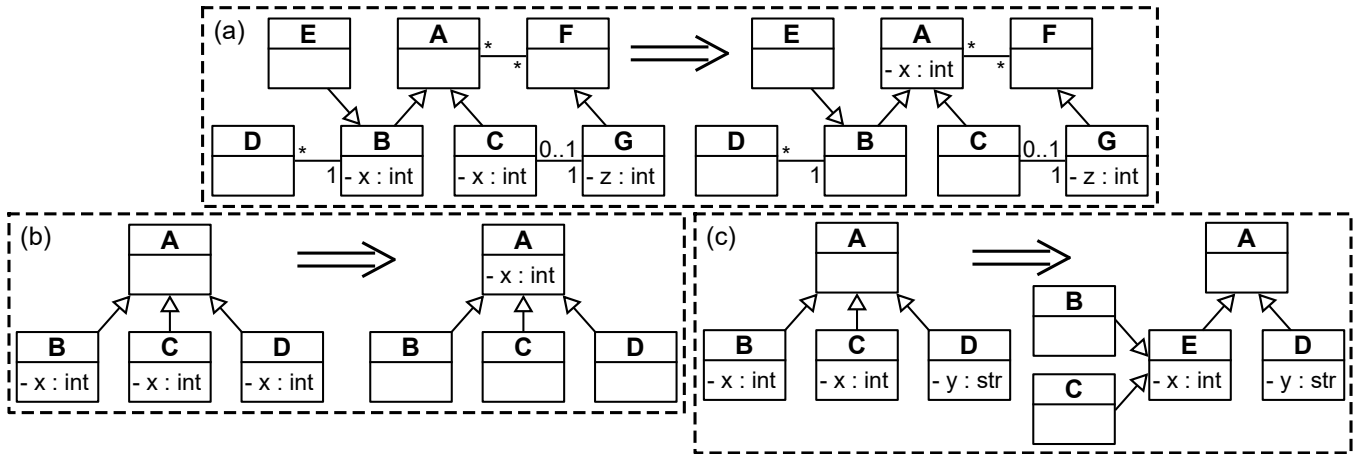 (a)
E A F E A F
* * - x : int * *
D B C G D B C G
* 1 - x : int - x : int 0..1 1 - z : int * 1 0..1 1 - z : int
(b)
A A
- x : int
B C D B C D
- x : int - x : int - x : int
(c)
A A
B
B C D E D
- x : int - x : int - y : str - x : int - y : str
C